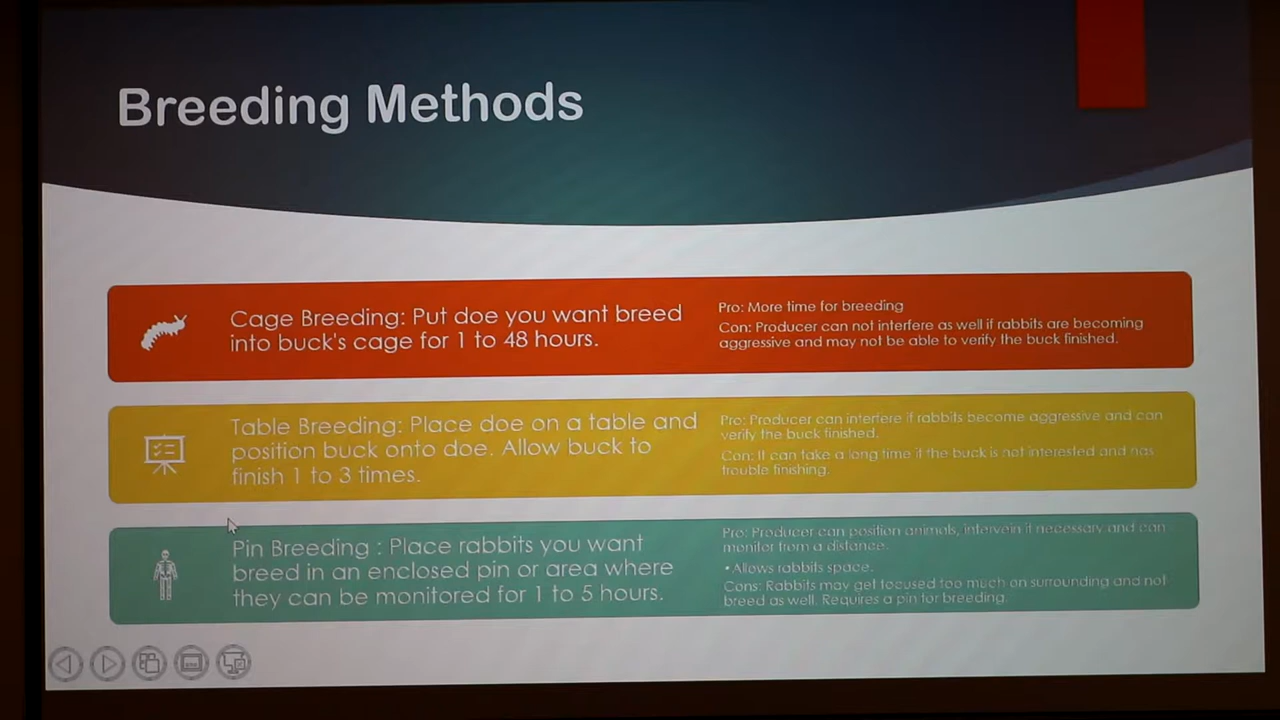 Breeding Methods
Cage Breeding: Put doe you want breed
into buck's cage for 1 to 48 hours.
Pro: More time for breeding
Con: Producer can not interfere as well if rabbits are becoming
aggressive and may not be able to verify the buck finished.
Table Breeding: Place doe on a table and
position buck onto doe. Allow buck to
finish 1 to 3 times.
Pro: Producer can interfere if rabbits become aggressive and can
verify the buck finished.
Con: It can take a long time if the buck is not interested and has
trouble finishing.
Pin Breeding : Place rabbits you want
breed in an enclosed pin or area where
they can be monitored for 1 to 5 hours.
Pro: Producer can position animals, intervein if necessary and can
monitor from a distance.
•Allows rabbits space.
Cons: Rabbits may get focused too much on surrounding and not
breed as well. Requires a pin for breeding.